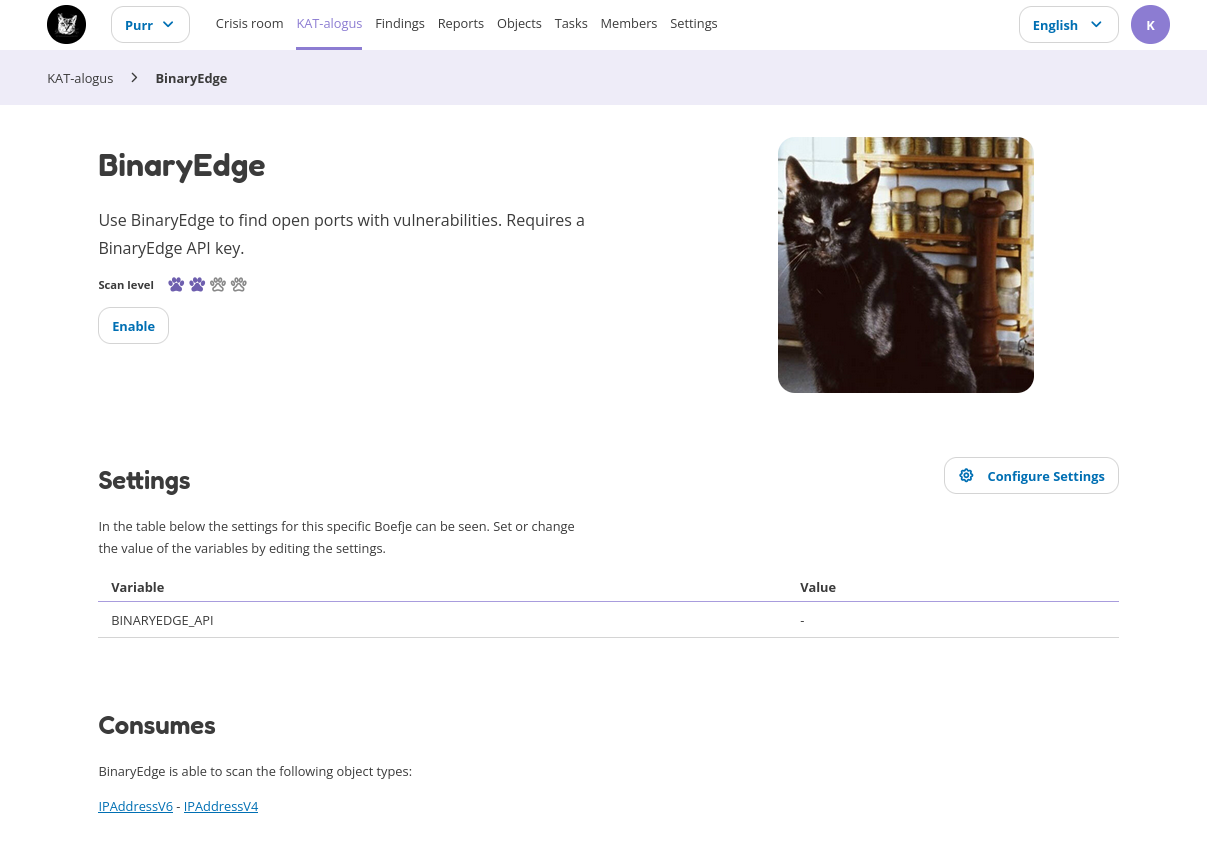 Purr
Crisis room KAT-alogus Findings Reports Objects Tasks Members Settings
English
K
KAT-alogus
BinaryEdge
BinaryEdge
Use BinaryEdge to find open ports with vulnerabilities. Requires a
BinaryEdge API key.
Scan level
Enable
Settings
Configure Settings
In the table below the settings for this specific Boefje can be seen. Set or change
the value of the variables by editing the settings.
Variable Value
BINARYEDGE_API -
Consumes
BinaryEdge is able to scan the following object types:
IPAddressV6 - IPAddressV4